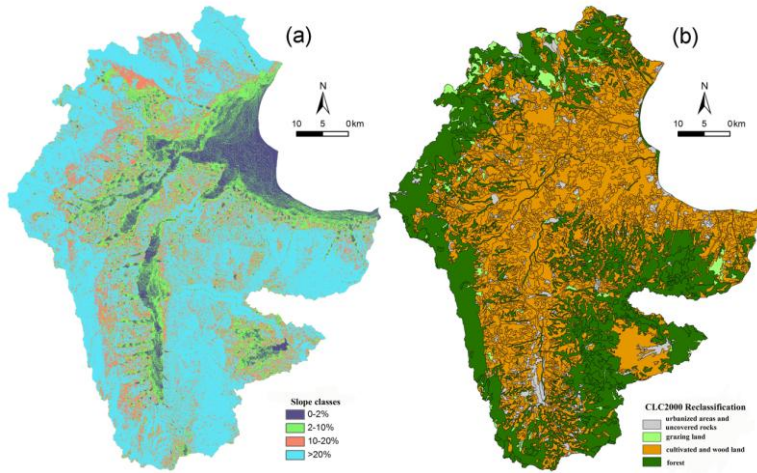 (a)
N
10 5 0km
Slope classes
0-2%
2-10%
10-20%
>20%
(b)
N
10 5 0km
CLC2000 Reclassification
urbanized areas and
uncovered rocks
grazing land
cultivated and wood land
forest